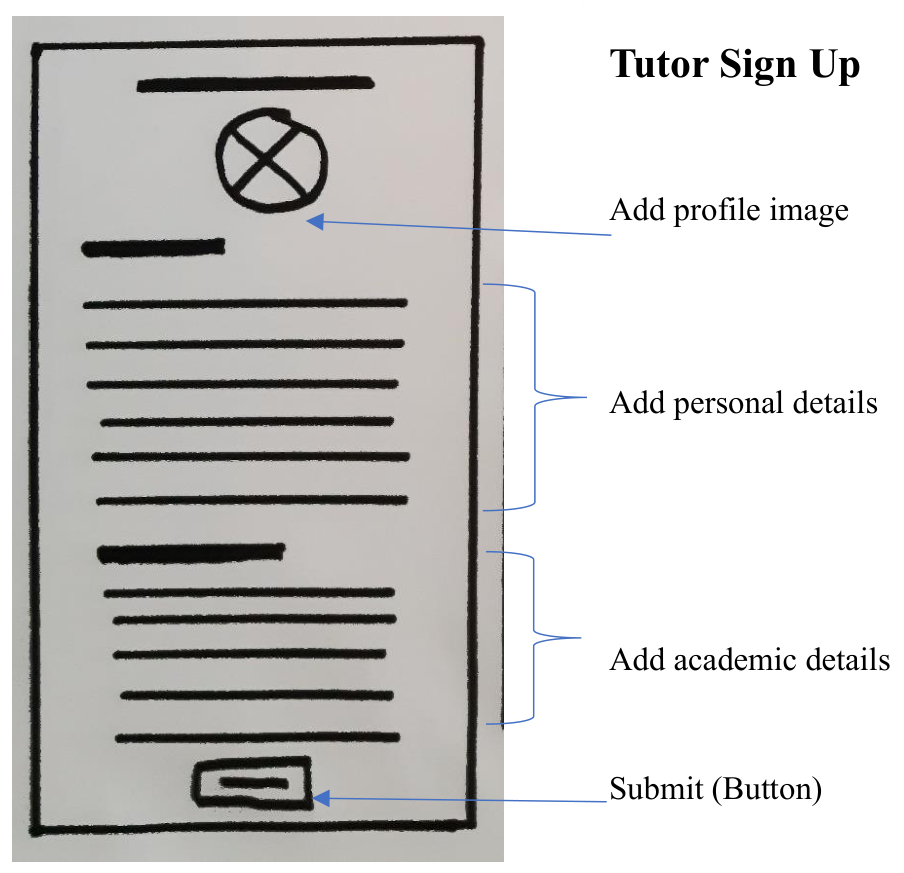 Tutor Sign Up
Add profile image
Add personal details
Add academic details
Submit (Button)